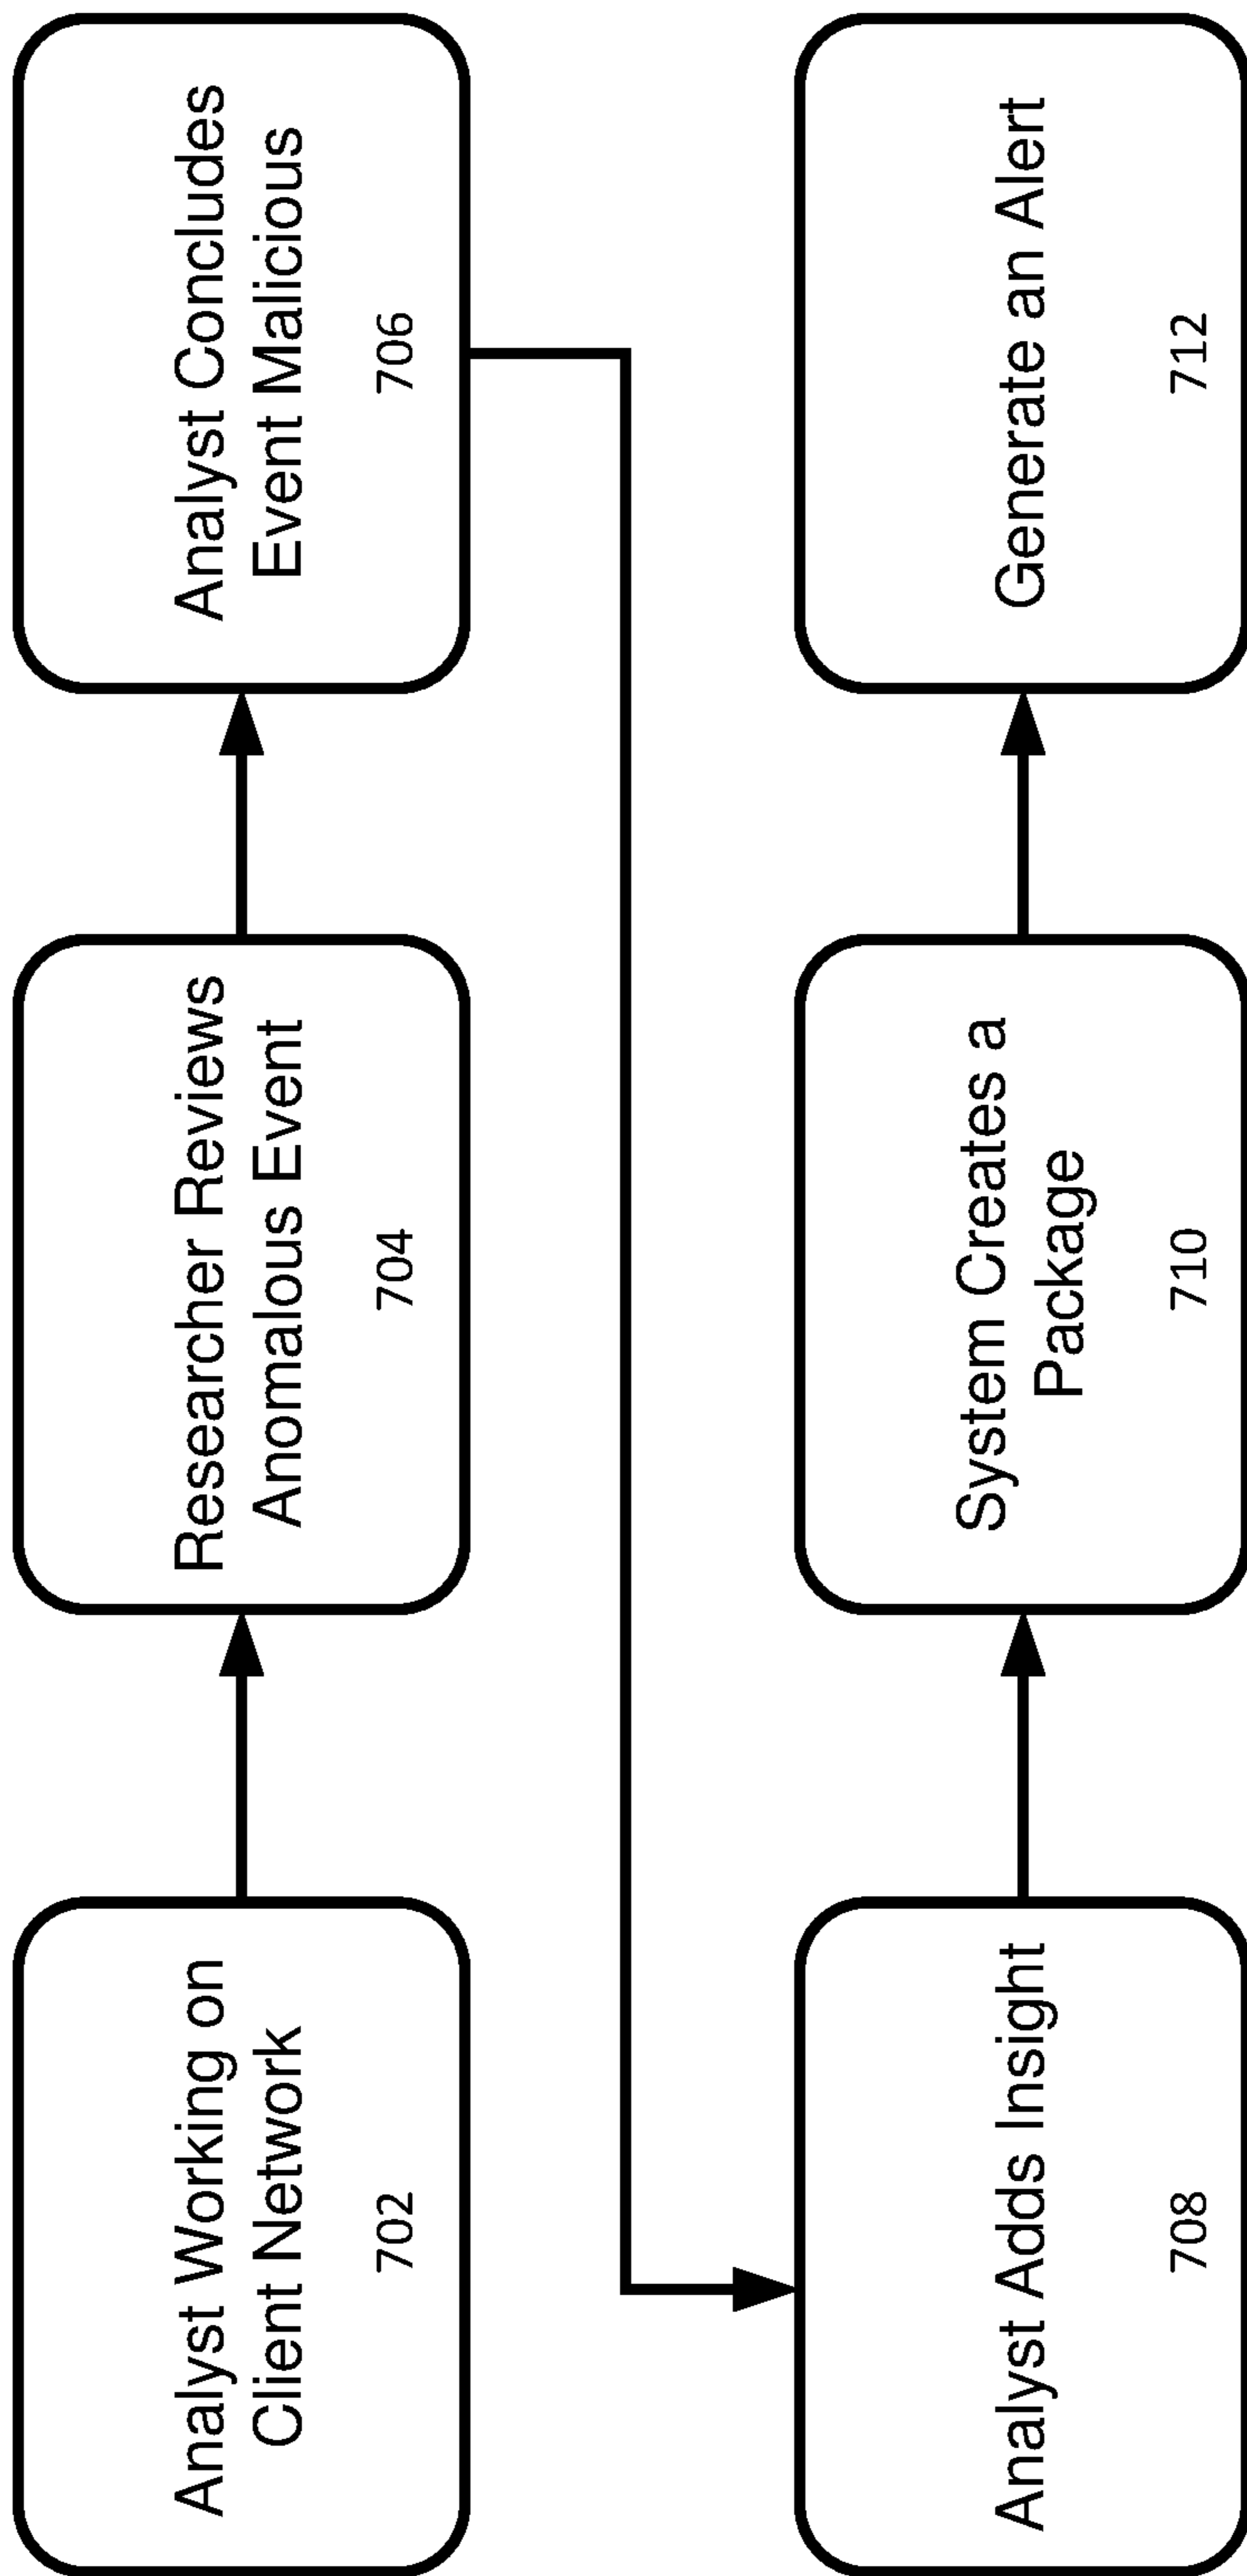 Analyst Working on
Client Network
702
Researcher Reviews
Anomalous Event
704
Analyst Concludes
Event Malicious
706
Analyst Adds Insight
708
System Creates a
Package
710
Generate an Alert
712